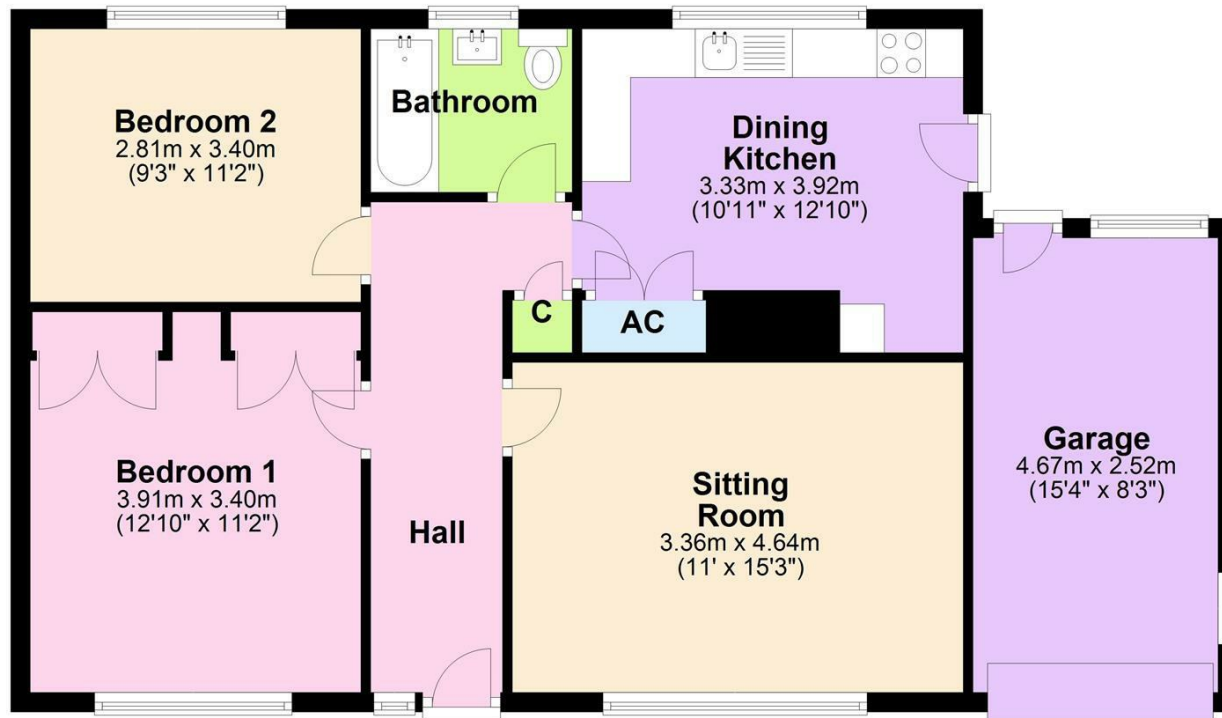 Bedroom 2
2.81m x 3.40m
(9'3" x 11'2")
Bathroom
Dining
Kitchen
3.33m x 3.92m
(10'11" x 12'10")
C
AC
Bedroom 1
3.91m x 3.40m
(12'10" x 11'2")
Hall
Sitting
Room
3.36m x 4.64m
(11' x 15'3")
Garage
4.67m x 2.52m
(15'4" x 8'3")